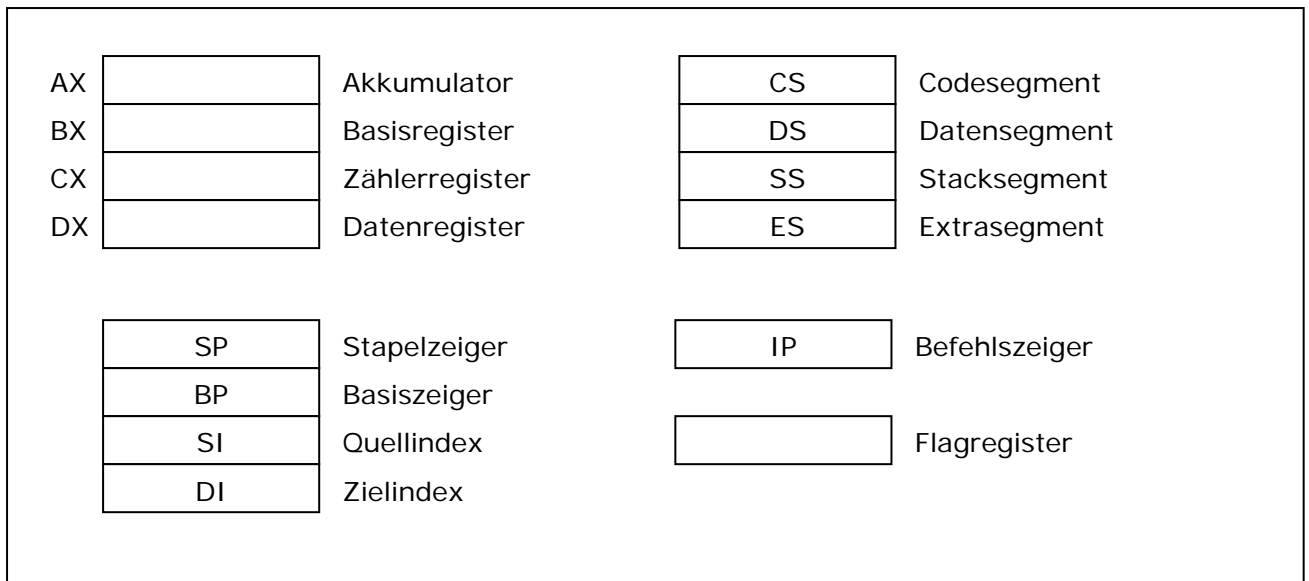 AX Akkumulator
BX Basisregister
CX Zählerregister
DX Datenregister
CS Codesegment
DS Datensegment
SS Stacksegment
ES Extrasegment
SP Stapelzeiger
BP Basiszeiger
SI Quellindex
DI Zielindex
IP Befehlszeiger
Flagregister